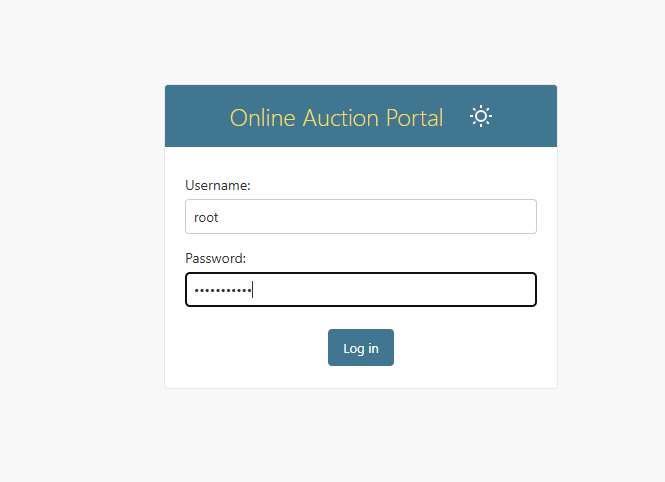 Online Auction Portal
Username:
root
Password:
•••••••••••
Log in